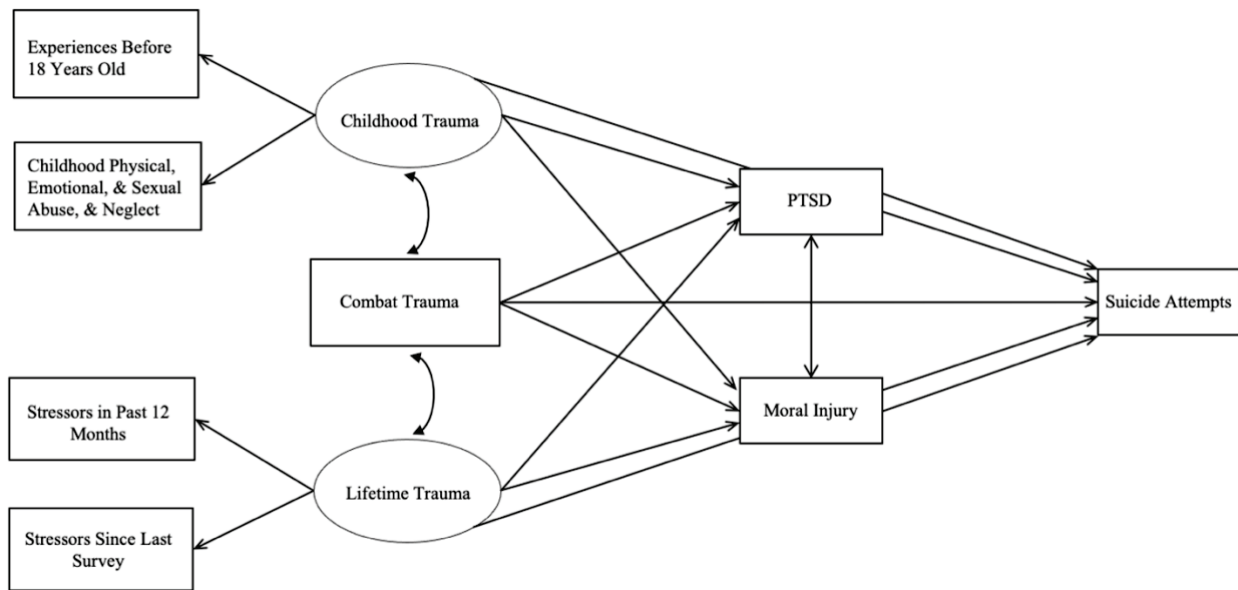 Experiences Before
18 Years Old
Childhood Trauma
Childhood Physical,
Emotional, & Sexual
Abuse, & Neglect
PTSD
Combat Trauma
Suicide Attempts
Stressors in Past 12
Months
Moral Injury
Lifetime Trauma
Stressors Since Last
Survey